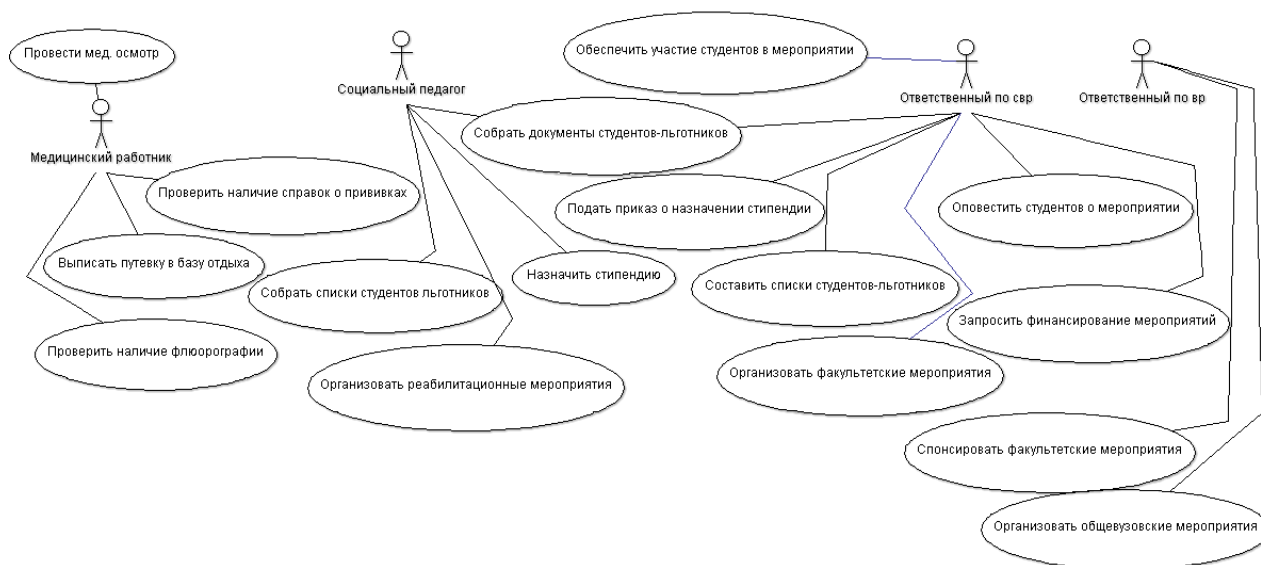 Провести мед. осмотр
Обеспечить участие студентов в мероприятии
Социальный педагог
Ответственный по свр
Ответственный по вр
Собрать документы студентов-льготников
Медицинский работник
Проверить наличие справок о прививках
Подать приказ о назначении стипендии
Оповестить студентов о мероприятии
Выписать путевку в базу отдыха
Назначить стипендию
Составить списки студентов-льготников
Собрать списки студентов льготников
Запросить финансирование мероприятий
Проверить наличие флюорографии
Организовать факультетские мероприятия
Организовать реабилитационные мероприятия
Спонсировать факультетские мероприятия
Организовать общевузовские мероприятия